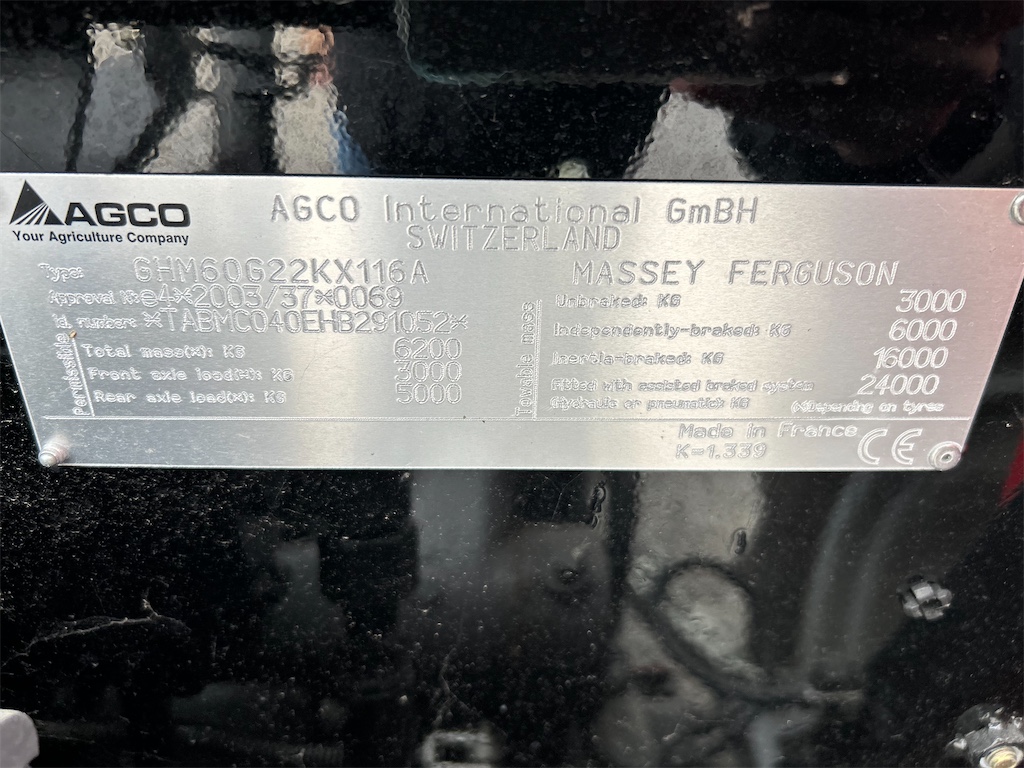 AGCO
Your Agriculture Company
AGCO International GmBH
SWITZERLAND
Type: GHM60G22KX116A
MASSEY FERGUSON
Approval N: e4*2003/37*0069
Id. number: *TABMC040EHB291052*
Permissible
Total mass(*): KG 6200
Front axle load(*): KG 3000
Rear axle load(*): KG 5000
Towable mass
Unbraked: KG 3000
Independently-braked: KG 6000
Inertia-braked: KG 16000
Fitted with assisted braked system 24000
(Hydraulic or pneumatic): KG
(*)Depending on tyres
Made in France
K-1.339
CE